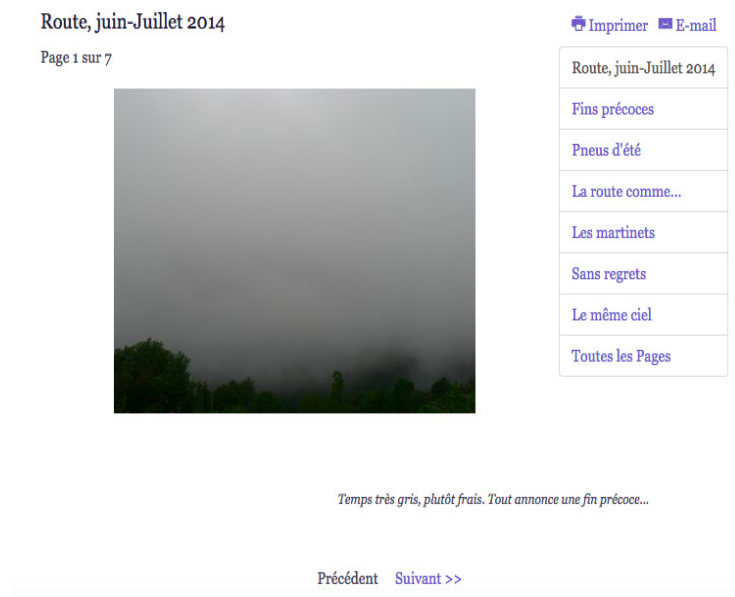 Route, juin-Juillet 2014
Imprimer E-mail
Page 1 sur 7
Route, juin-Juillet 2014
Fins précoces
Pneus d'été
La route comme...
Les martinets
Sans regrets
Le même ciel
Toutes les Pages
Temps très gris, plutôt frais. Tout annonce une fin précoce...
Précédent Suivant >>